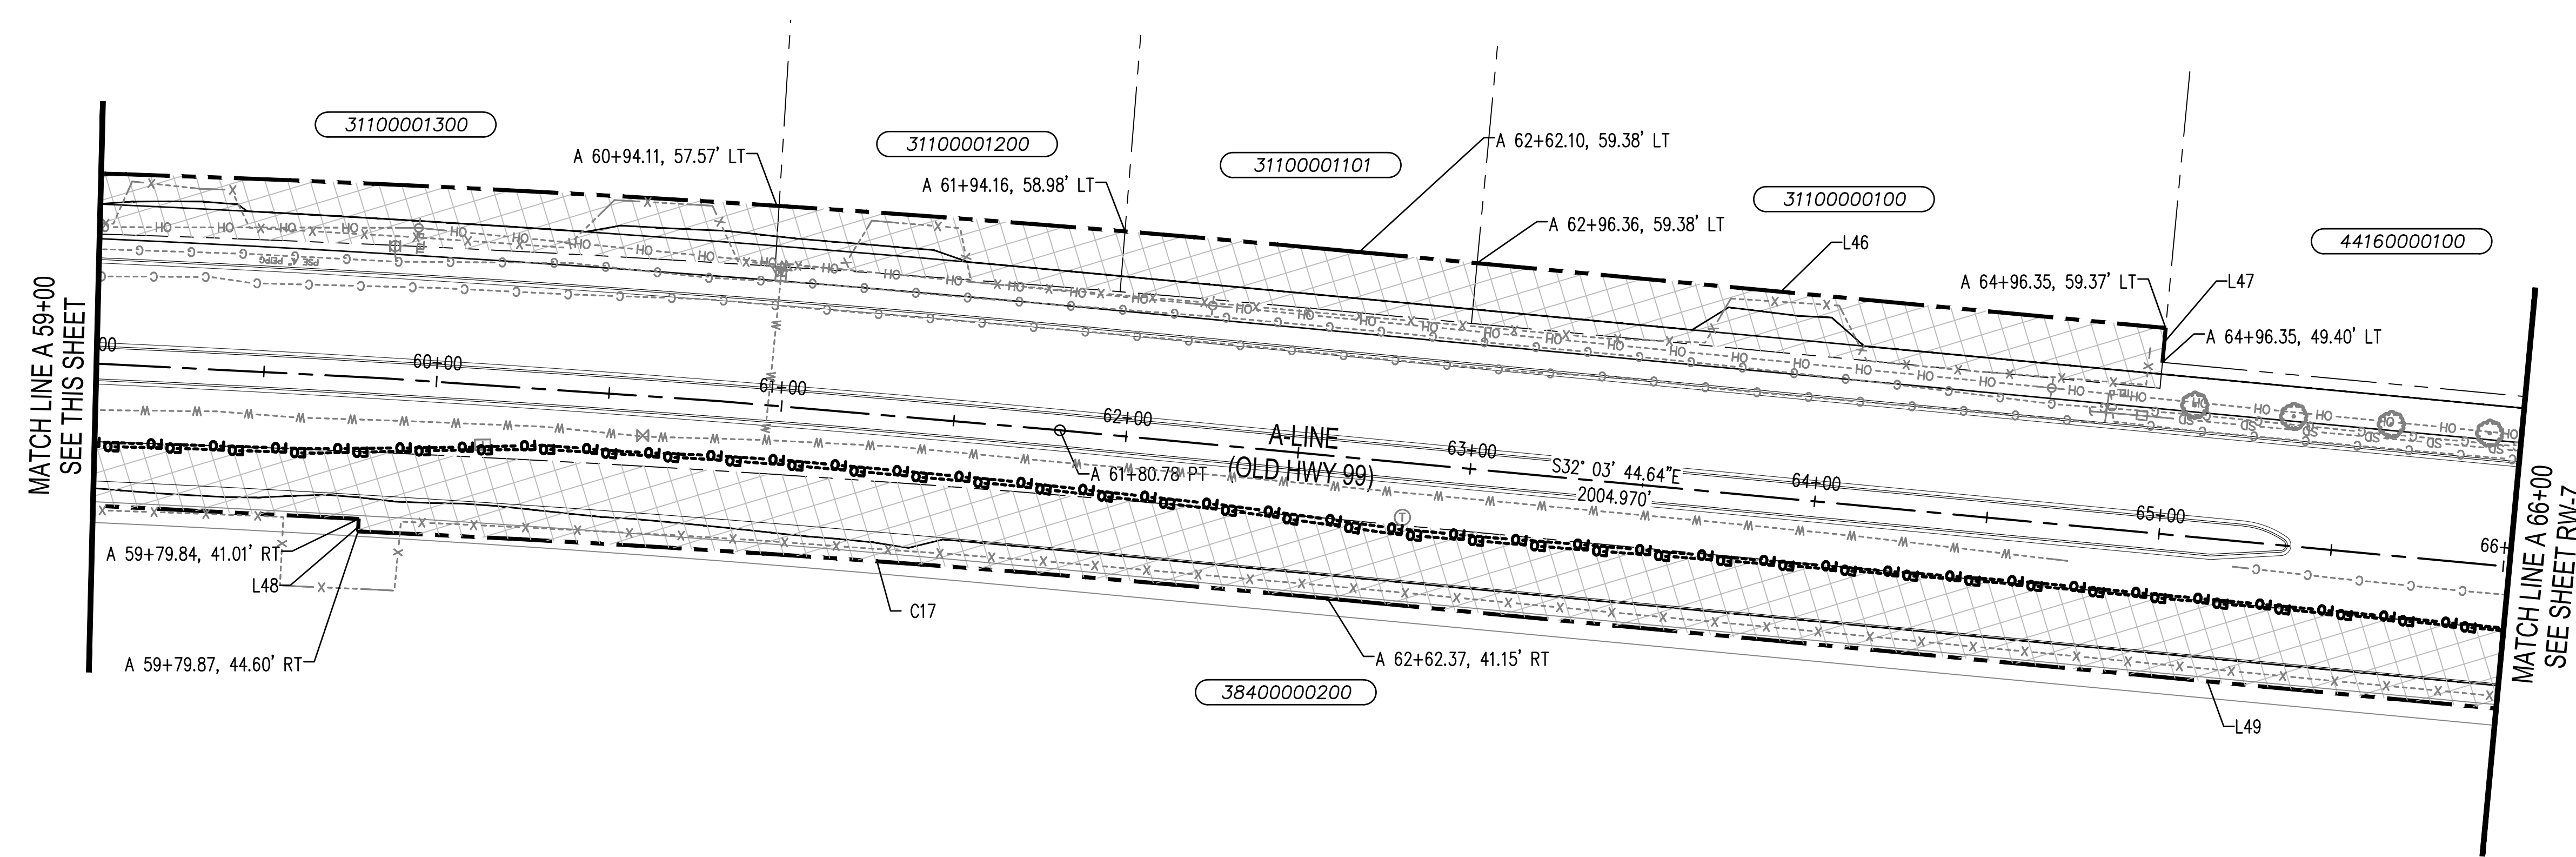 31100001300
31100001200
31100001101
31100000100
44160000100
A 60+94.11, 57.57' LT
A 61+94.16, 58.98' LT
A 62+62.10, 59.38' LT
A 62+96.36, 59.38' LT
L46
A 64+96.35, 59.37' LT
L47
A 64+96.35, 49.40' LT
MATCH LINE A 59+00
SEE THIS SHEET
00
60+00
61+00
62+00
63+00
64+00
65+00
66+
A-LINE
(OLD HWY 99)
S32° 03' 44.64"E
2004.970'
A 61+80.78 PT
MATCH LINE A 66+00
SEE SHEET RW-7
A 59+79.84, 41.01' RT
L48
A 59+79.87, 44.60' RT
C17
A 62+62.37, 41.15' RT
38400000200
L49